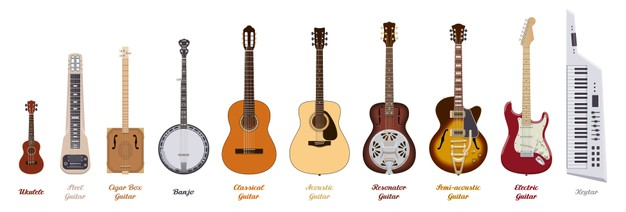 Ukulele
Steel
Guitar
Cigar Box
Guitar
Banjo
Classical
Guitar
Acoustic
Guitar
Resonator
Guitar
Semi-acoustic
Guitar
Electric
Guitar
Keytar